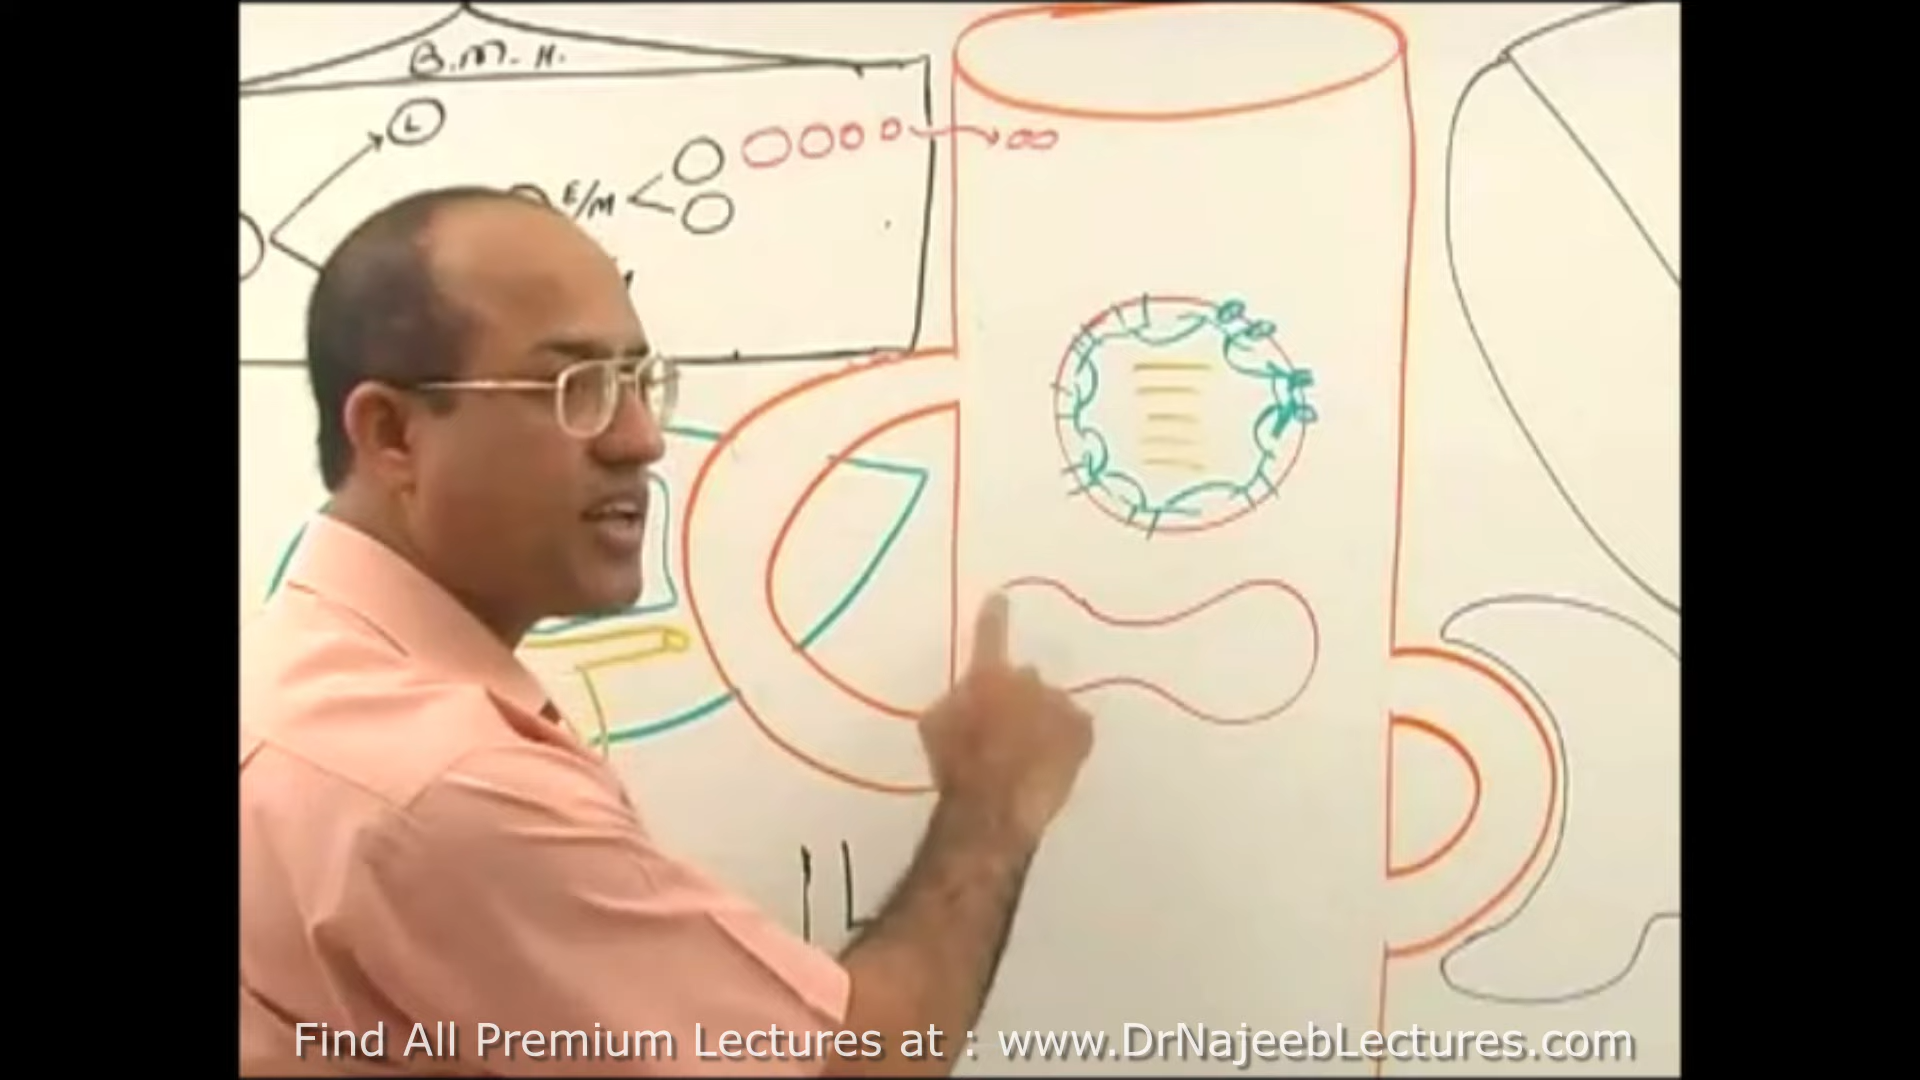 B.M.H.
L
E/M
Find All Premium Lectures at : www.DrNajeebLectures.com